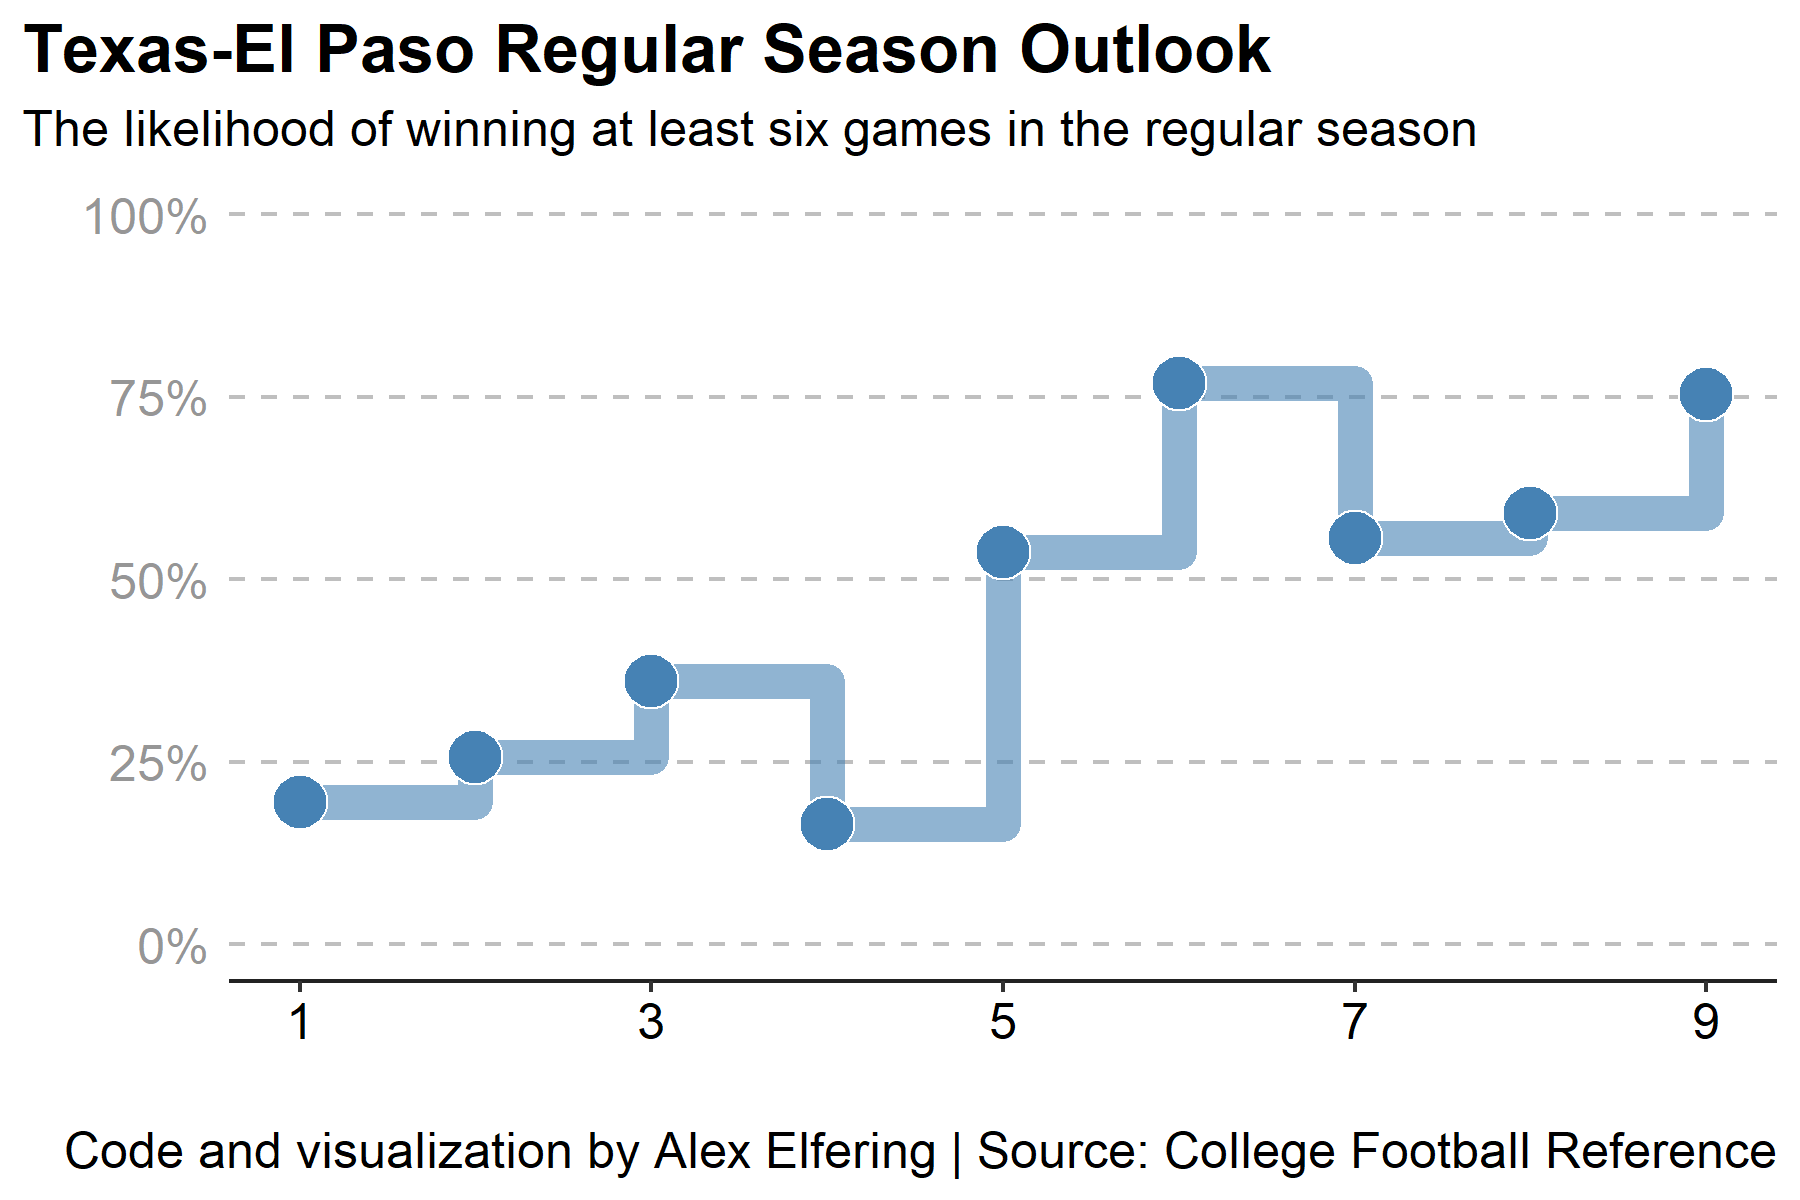 Texas-El Paso Regular Season Outlook
The likelihood of winning at least six games in the regular season
100%
75%
50%
25%
0%
1 3 5 7 9
Code and visualization by Alex Elfering | Source: College Football Reference